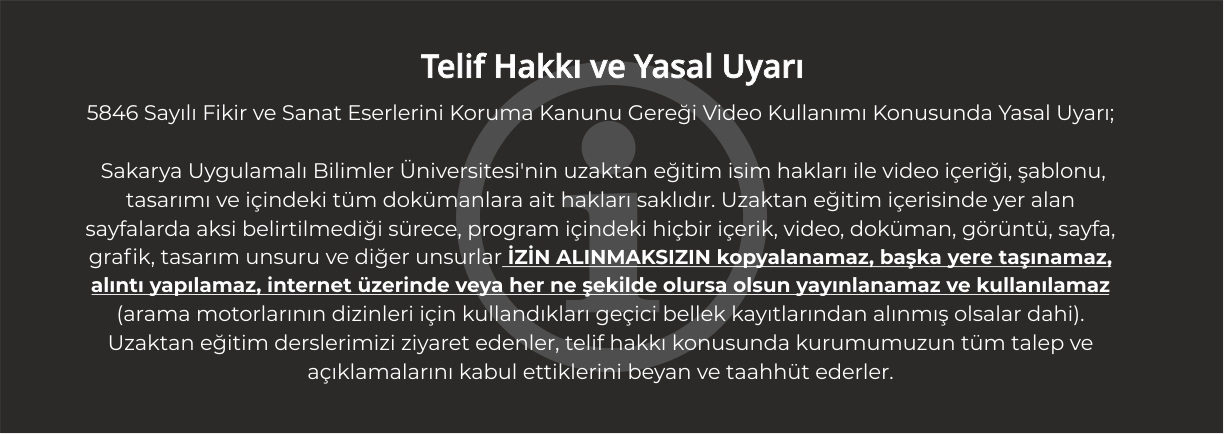 Telif Hakkı ve Yasal Uyarı
5846 Sayılı Fikir ve Sanat Eserlerini Koruma Kanunu Gereği Video Kullanımı Konusunda Yasal Uyarı;
Sakarya Uygulamalı Bilimler Üniversitesi'nin uzaktan eğitim isim hakları ile video içeriği, şablonu,
tasarımı ve içindeki tüm dokümanlara ait hakları saklıdır. Uzaktan eğitim içerisinde yer alan
sayfalarda aksi belirtilmediği sürece, program içindeki hiçbir içerik, video, doküman, görüntü, sayfa,
grafik, tasarım unsuru ve diğer unsurlar İZİN ALINMAKSIZIN kopyalanamaz, başka yere taşınamaz,
alıntı yapılamaz, internet üzerinde veya her ne şekilde olursa olsun yayınlanamaz ve kullanılamaz
(arama motorlarının dizinleri için kullandıkları geçici bellek kayıtlarından alınmış olsalar dahi).
Uzaktan eğitim derslerimizi ziyaret edenler, telif hakkı konusunda kurumumuzun tüm talep ve
açıklamalarını kabul ettiklerini beyan ve taahhüt ederler.